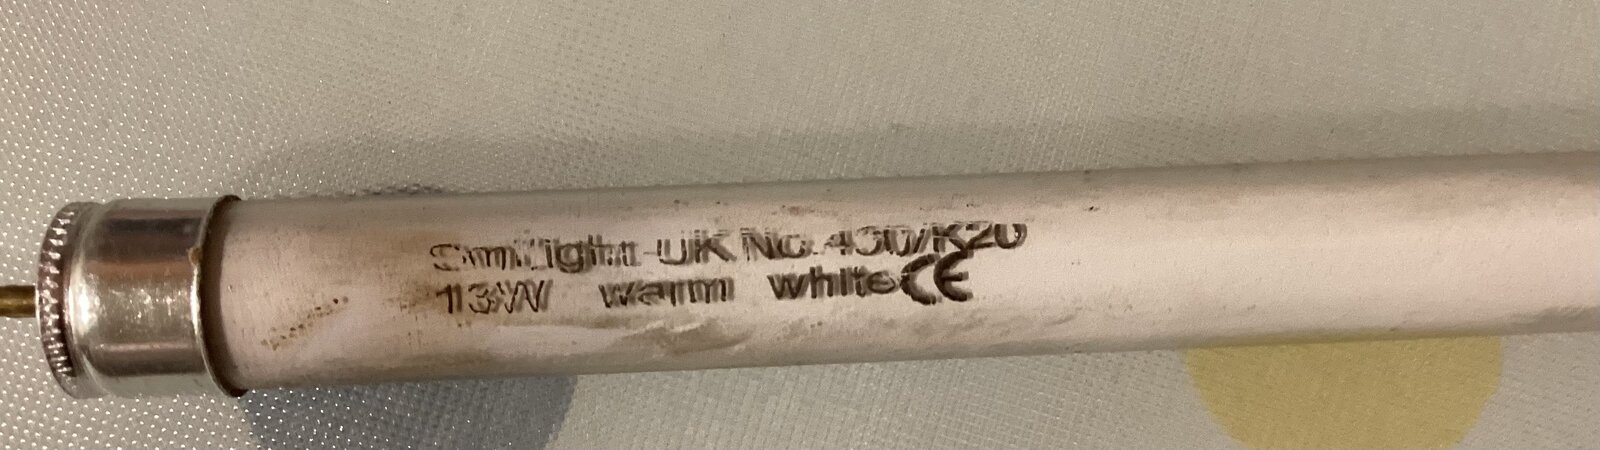 UK No. 430/K20
13W warm white CE